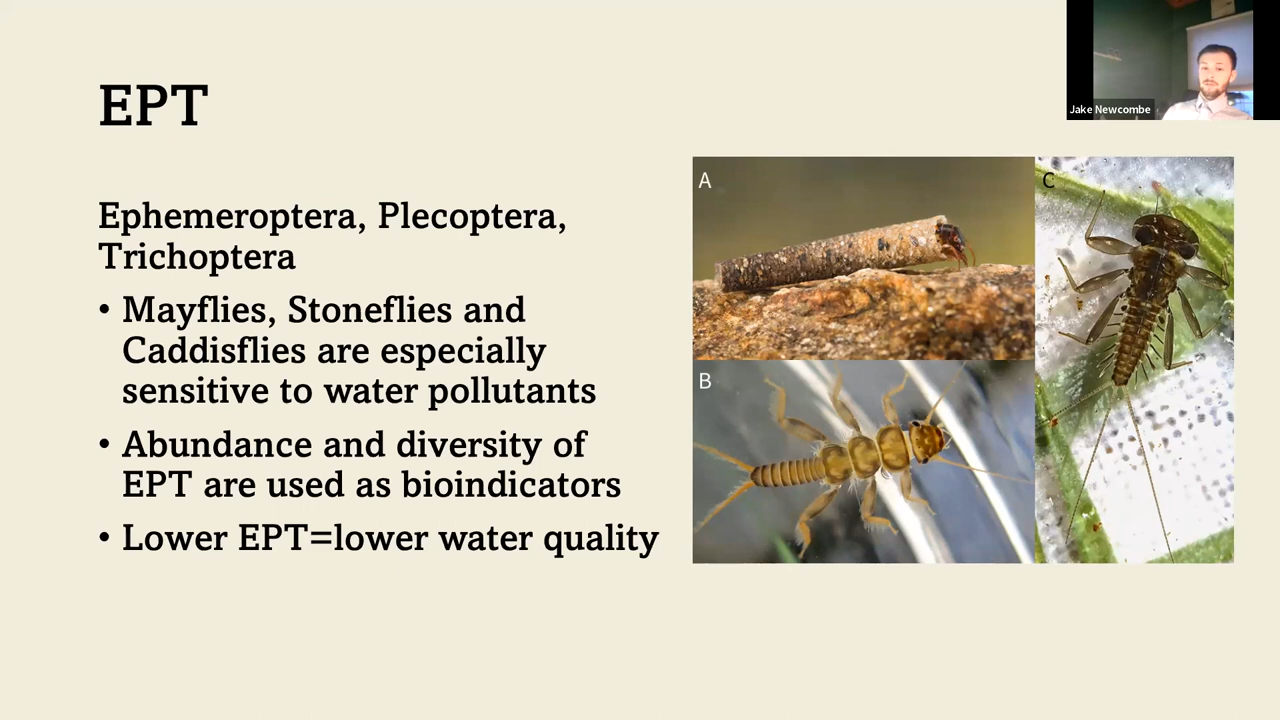 EPT
Ephemeroptera, Plecoptera,
Trichoptera
• Mayflies, Stoneflies and
Caddisflies are especially
sensitive to water pollutants
• Abundance and diversity of
EPT are used as bioindicators
• Lower EPT=lower water quality
A
B
C
Jake Newcombe